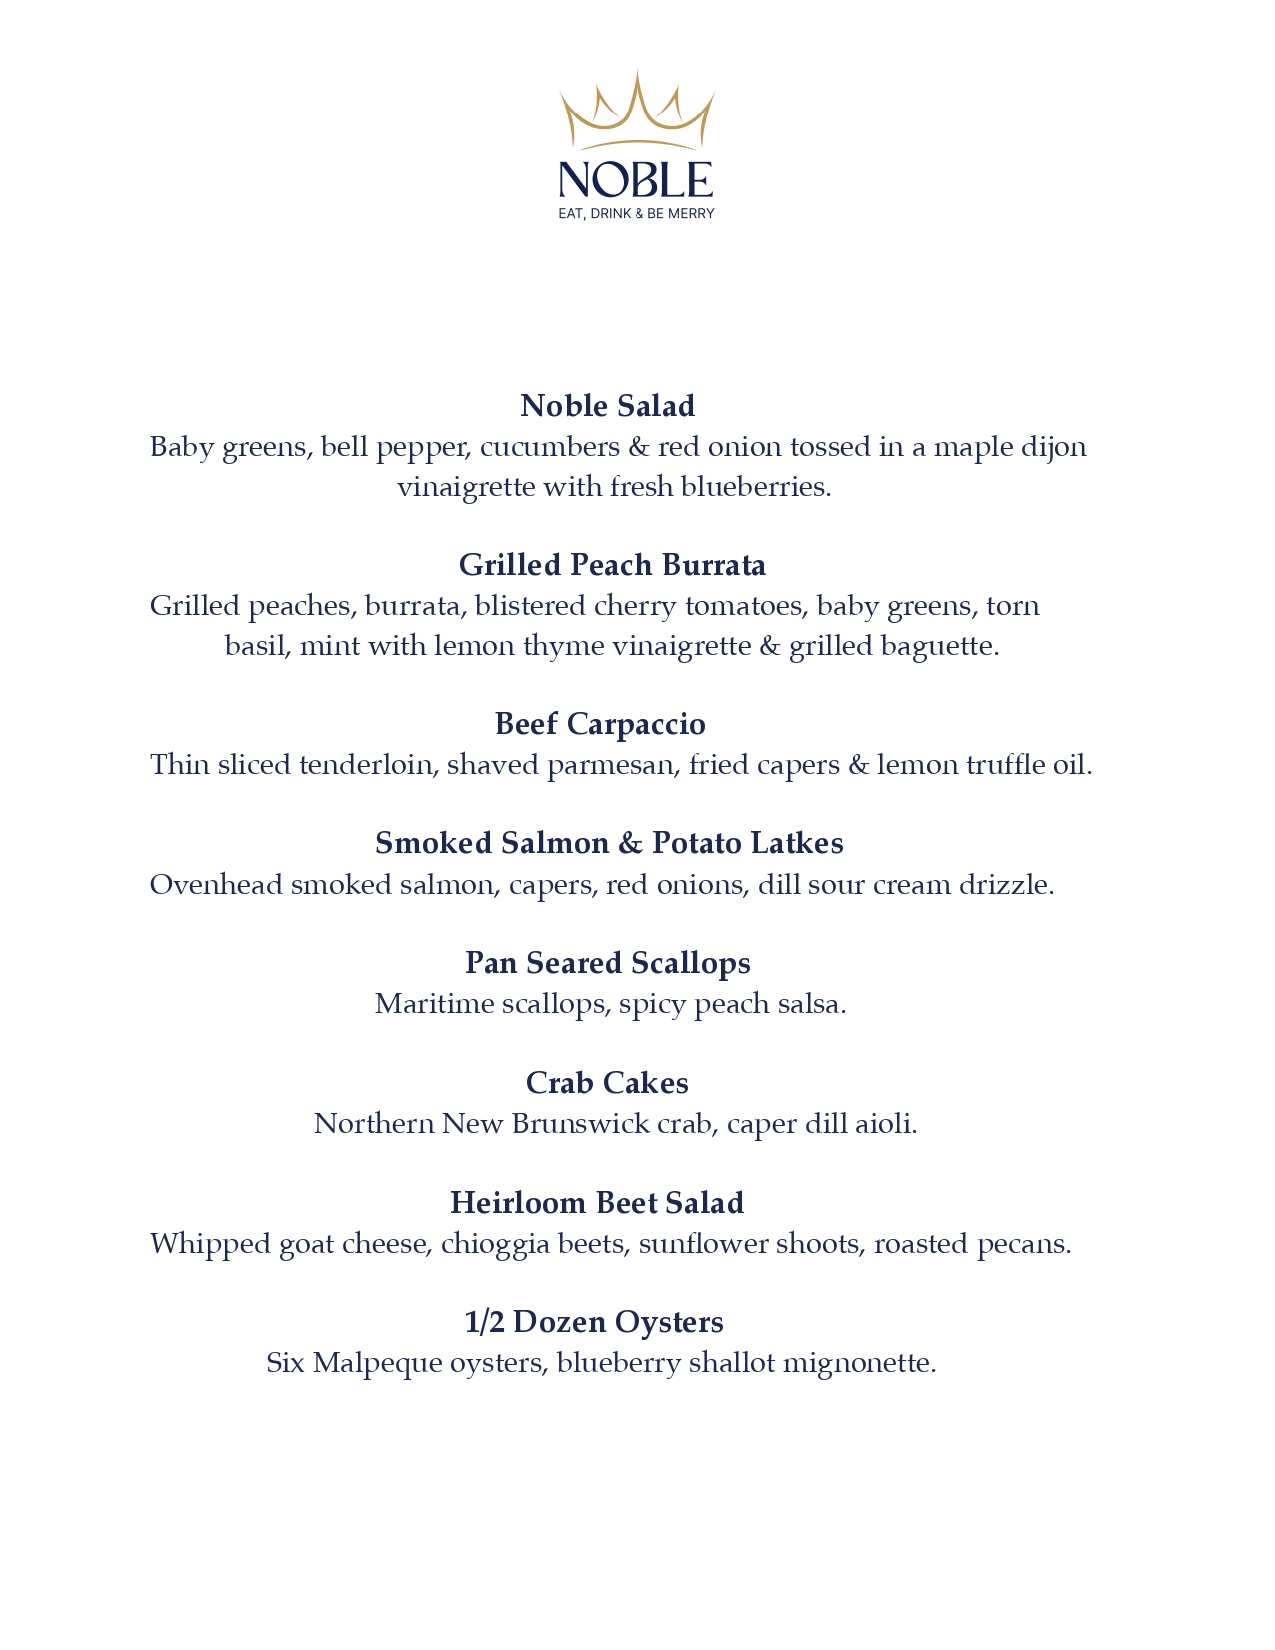 NOBLE
EAT, DRINK & BE MERRY
Noble Salad
Baby greens, bell pepper, cucumbers & red onion tossed in a maple dijon
vinaigrette with fresh blueberries.
Grilled Peach Burrata
Grilled peaches, burrata, blistered cherry tomatoes, baby greens, torn
basil, mint with lemon thyme vinaigrette & grilled baguette.
Beef Carpaccio
Thin sliced tenderloin, shaved parmesan, fried capers & lemon truffle oil.
Smoked Salmon & Potato Latkes
Ovenhead smoked salmon, capers, red onions, dill sour cream drizzle.
Pan Seared Scallops
Maritime scallops, spicy peach salsa.
Crab Cakes
Northern New Brunswick crab, caper dill aioli.
Heirloom Beet Salad
Whipped goat cheese, chioggia beets, sunflower shoots, roasted pecans.
1/2 Dozen Oysters
Six Malpeque oysters, blueberry shallot mignonette.